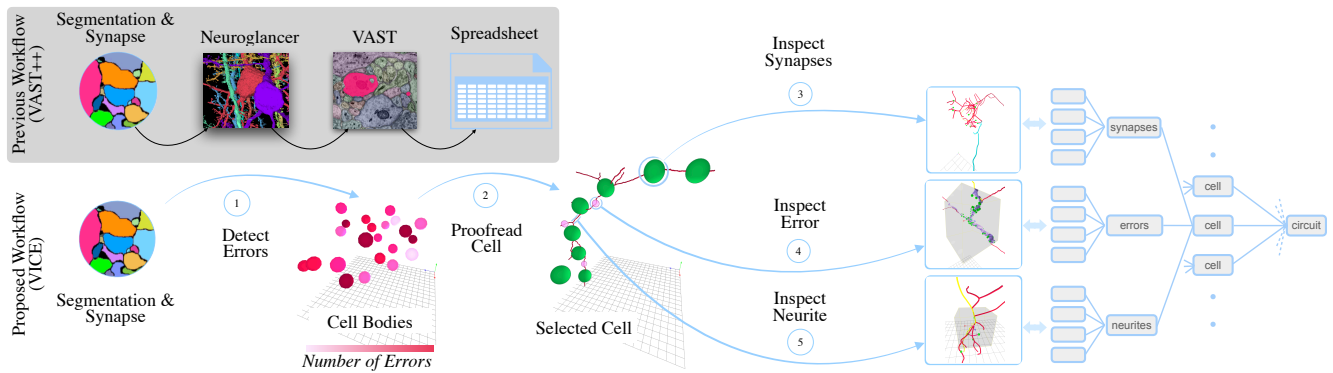 Previous Workflow
(VAST++)
Segmentation &
Synapse
Neuroglancer
VAST
Spreadsheet
Proposed Workflow
(VICE)
Segmentation &
Synapse
1
Detect
Errors
Cell Bodies
Number of Errors
2
Proofread
Cell
Selected Cell
Inspect
Synapses
3
Inspect
Error
4
Inspect
Neurite
5
synapses
errors
neurites
cell
cell
cell
circuit